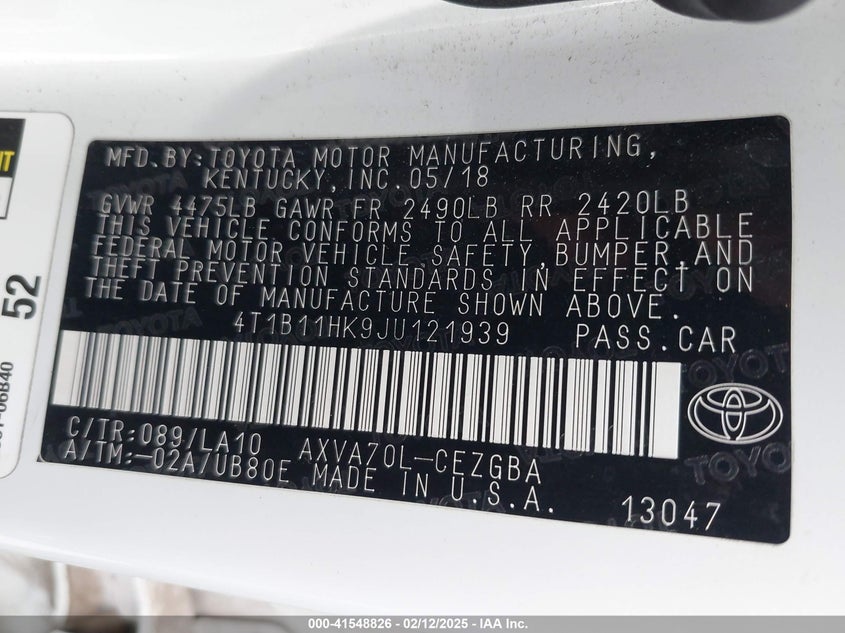 MFD. BY: TOYOTA MOTOR MANUFACTURING,
KENTUCKY, INC. 05/18
GVWR 4475LB GAWR FR 2490LB RR 2420LB
THIS VEHICLE CONFORMS TO ALL APPLICABLE
FEDERAL MOTOR VEHICLE SAFETY, BUMPER, AND
THEFT PREVENTION STANDARDS IN EFFECT ON
THE DATE OF MANUFACTURE SHOWN ABOVE.
4T1B11HK9JU121939 PASS. CAR
C/TR: 089/LA10 AXVA70L-CEZGBA
A/TM: -02A/UB80E MADE IN U.S.A.
13047
52
000-41548826 - 02/12/2025 - © IAA Inc.